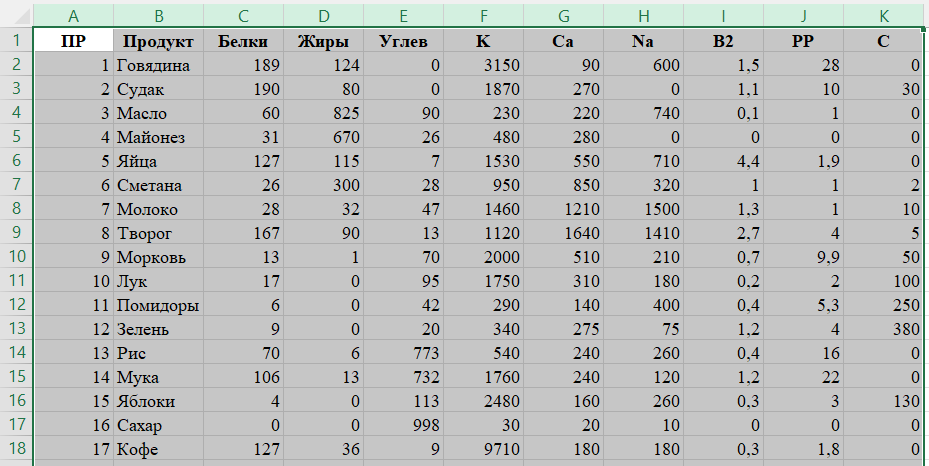 A B C D E F G H I J K
1 ПР Продукт Белки Жиры Углев K Ca Na B2 PP C
2 1 Говядина 189 124 0 3150 90 600 1,5 28 0
3 2 Судак 190 80 0 1870 270 0 1,1 10 30
4 3 Масло 60 825 90 230 220 740 0,1 1 0
5 4 Майонез 31 670 26 480 280 0 0 0 0
6 5 Яйца 127 115 7 1530 550 710 4,4 1,9 0
7 6 Сметана 26 300 28 950 850 320 1 1 2
8 7 Молоко 28 32 47 1460 1210 1500 1,3 1 10
9 8 Творог 167 90 13 1120 1640 1410 2,7 4 5
10 9 Морковь 13 1 70 2000 510 210 0,7 9,9 50
11 10 Лук 17 0 95 1750 310 180 0,2 2 100
12 11 Помидоры 6 0 42 290 140 400 0,4 5,3 250
13 12 Зелень 9 0 20 340 275 75 1,2 4 380
14 13 Рис 70 6 773 540 240 260 0,4 16 0
15 14 Мука 106 13 732 1760 240 120 1,2 22 0
16 15 Яблоки 4 0 113 2480 160 260 0,3 3 130
17 16 Сахар 0 0 998 30 20 10 0 0 0
18 17 Кофе 127 36 9 9710 180 180 0,3 1,8 0